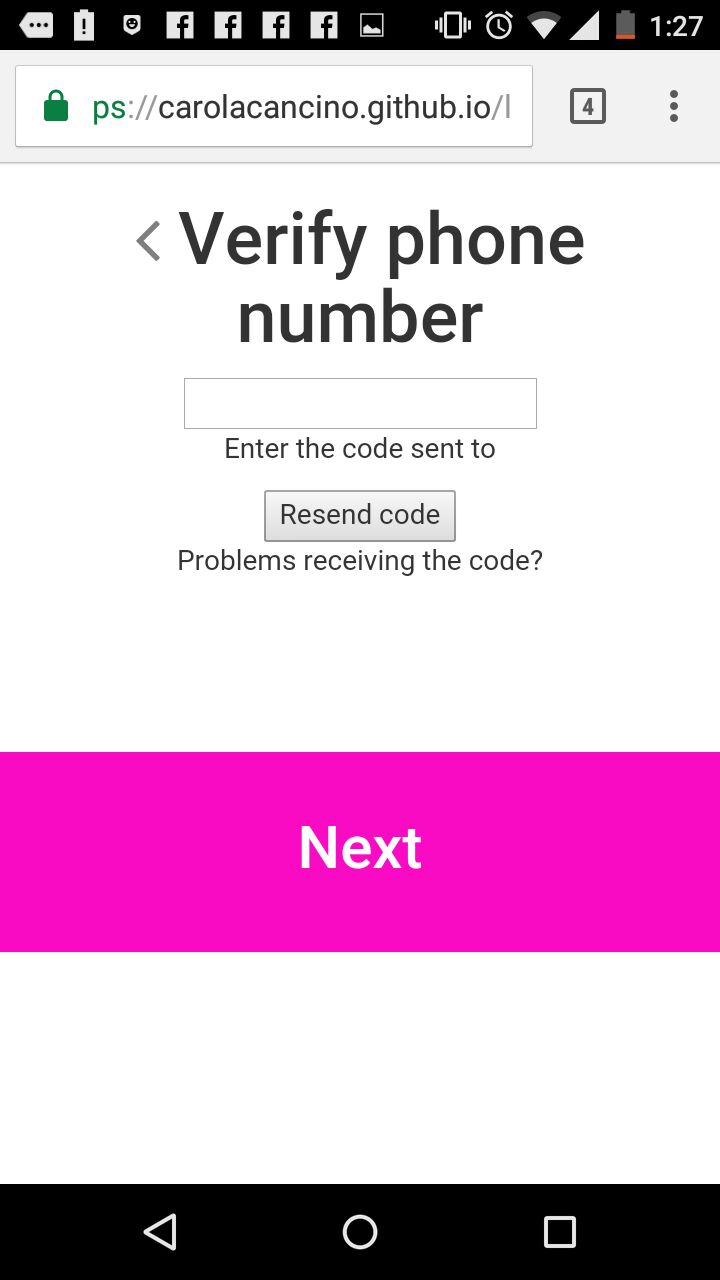 1:27
ps://carolacancino.github.io/l
4
Verify phone
number
Enter the code sent to
Resend code
Problems receiving the code?
Next